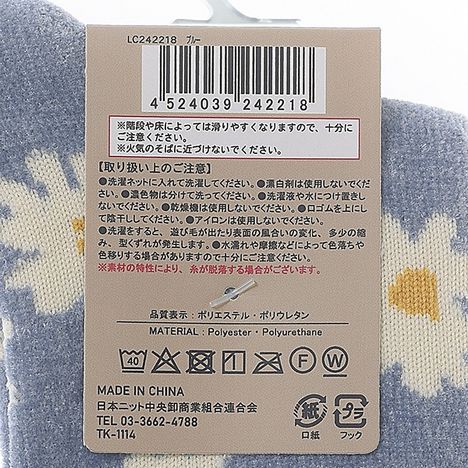 LC242218 ブルー
4 524039 242218
※階段や床によっては滑りやすくなりますので、十分に
ご注意ください。
※火気のそばに近づけないでください。
【取り扱い上のご注意】
●洗濯ネットに入れて洗濯してください。●漂白剤は使用しないでくだ
さい。●濃色物は分けて洗ってください。●洗濯液や水につけ置きし
ないでください。●乾燥機は使用しないでください。●口ゴムを上にし
て陰干ししてください。●アイロンは使用しないでください。
●洗濯をすると、遊び毛が出たり表面の風合いの変化、多少の縮
み、型くずれが発生します。●水濡れや摩擦などによって色落ちや
色移りする場合がありますので十分にご注意ください。
※素材の特性により、糸が脱落する場合がございます。
品質表示：ポリエステル・ポリウレタン
MATERIAL：Polyester・Polyurethane
40 F W
MADE IN CHINA
日本ニット中央卸商業組合連合会
TEL 03-3662-4788
TK-1114
紙 プラ
口紙 フック